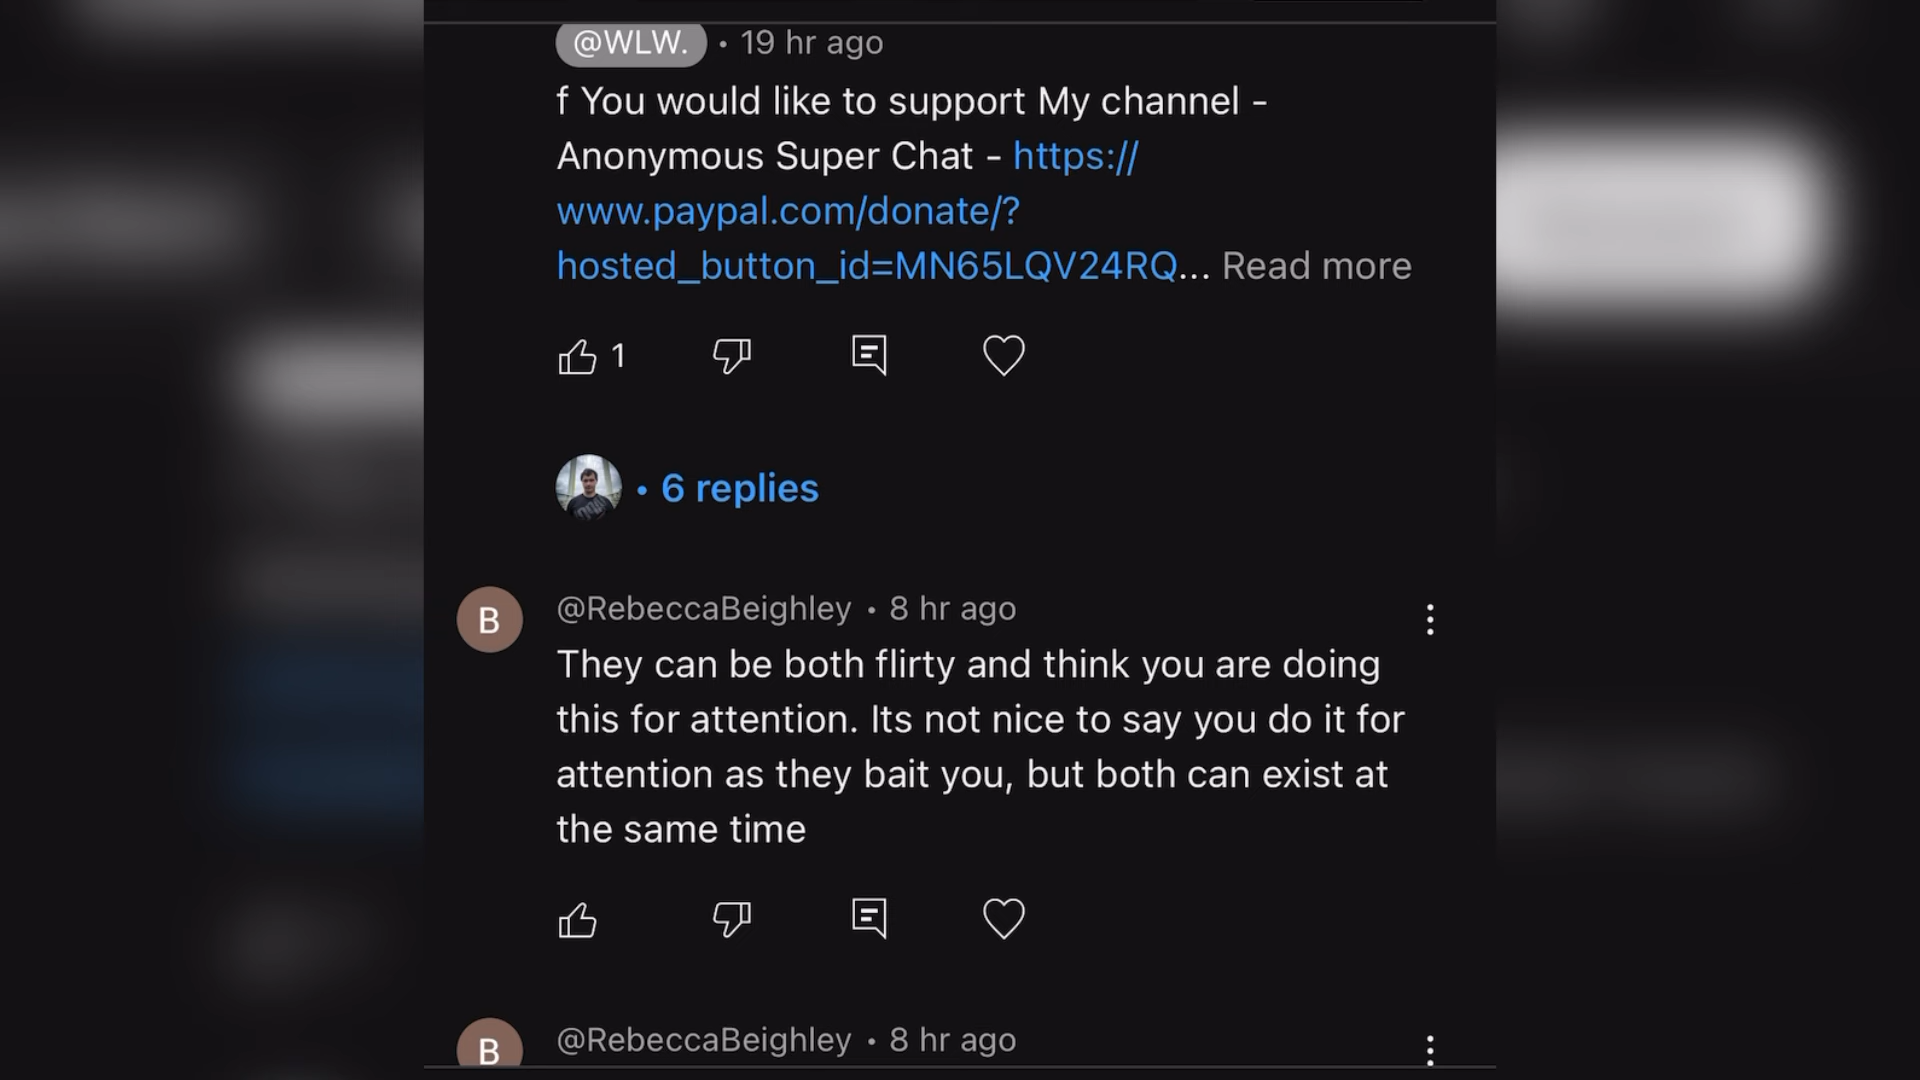 @WLW. • 19 hr ago
f You would like to support My channel -
Anonymous Super Chat - https://
www.paypal.com/donate/?
hosted_button_id=MN65LQV24RQ... Read more
1
• 6 replies
B
@RebeccaBeighley • 8 hr ago
They can be both flirty and think you are doing
this for attention. Its not nice to say you do it for
attention as they bait you, but both can exist at
the same time
B
@RebeccaBeighley • 8 hr ago